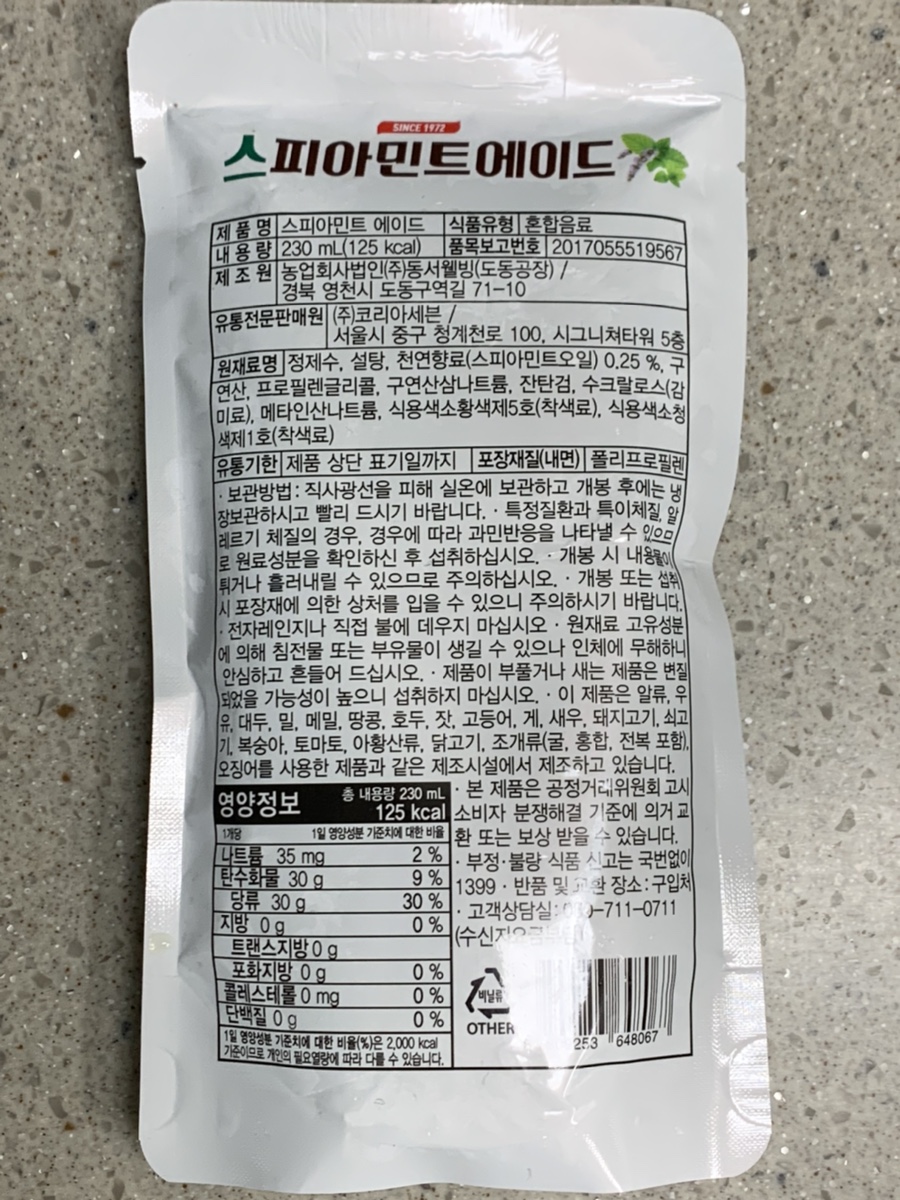 SINCE 1972
스피아민트에이드
제 품 명 스피아민트 에이드 식품유형 혼합음료
내 용 량 230 mL(125 kcal) 품목보고번호 2017055519567
제 조 원 농업회사법인(주)동서웰빙(도동공장) /
경북 영천시 도동구역길 71-10
유통전문판매원 (주)코리아세븐 /
서울시 중구 청계천로 100, 시그니쳐타워 5층
원재료명 정제수, 설탕, 천연향료(스피아민트오일) 0.25 %, 구
연산, 프로필렌글리콜, 구연산삼나트륨, 잔탄검, 수크랄로스(감
미료), 메타인산나트륨, 식용색소황색제5호(착색료), 식용색소청
색제1호(착색료)
유통기한 제품 상단 표기일까지 포장재질(내면) 폴리프로필렌
· 보관방법 : 직사광선을 피해 실온에 보관하고 개봉 후에는 냉
장보관하시고 빨리 드시기 바랍니다. · 특정질환과 특이체질, 알
레르기 체질의 경우, 경우에 따라 과민반응을 나타낼 수 있으므
로 원료성분을 확인하신 후 섭취하십시오. · 개봉 시 내용물이
튀거나 흘러내릴 수 있으므로 주의하십시오. · 개봉 또는 섭취
시 포장재에 의한 상처를 입을 수 있으니 주의하시기 바랍니다.
· 전자레인지나 직접 불에 데우지 마십시오 · 원재료 고유성분
에 의해 침전물 또는 부유물이 생길 수 있으나 인체에 무해하니
안심하고 흔들어 드십시오. · 제품이 부풀거나 새는 제품은 변질
되었을 가능성이 높으니 섭취하지 마십시오. · 이 제품은 알류, 우
유, 대두, 밀, 메밀, 땅콩, 호두, 잣, 고등어, 게, 새우, 돼지고기, 쇠고
기, 복숭아, 토마토, 아황산류, 닭고기, 조개류(굴, 홍합, 전복 포함),
오징어를 사용한 제품과 같은 제조시설에서 제조하고 있습니다.
영양정보 총 내용량 230 mL
125 kcal
1개당 1일 영양성분 기준치에 대한 비율
나트륨 35 mg 2 %
탄수화물 30 g 9 %
당류 30 g 30 %
지방 0 g 0 %
트랜스지방 0 g
포화지방 0 g 0 %
콜레스테롤 0 mg 0 %
단백질 0 g 0 %
1일 영양성분 기준치에 대한 비율(%)은 2,000 kcal
기준이므로 개인의 필요열량에 따라 다를 수 있습니다.
· 본 제품은 공정거래위원회 고시
소비자 분쟁해결 기준에 의거 교
환 또는 보상 받을 수 있습니다.
· 부정·불량 식품 신고는 국번없이
1399 · 반품 및 교환 장소 : 구입처
· 고객상담실 : -711-0711
비닐류
OTHER
253 648067